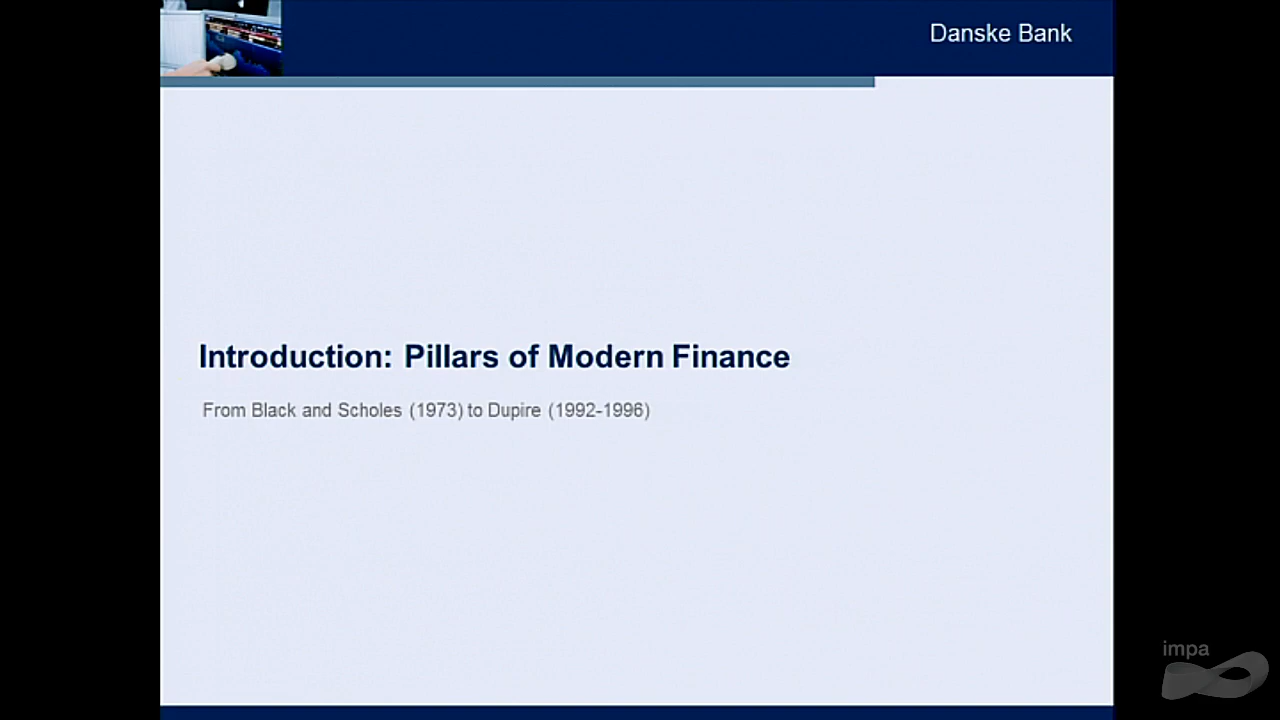 Danske Bank
Introduction: Pillars of Modern Finance
From Black and Scholes (1973) to Dupire (1992-1996)
impa